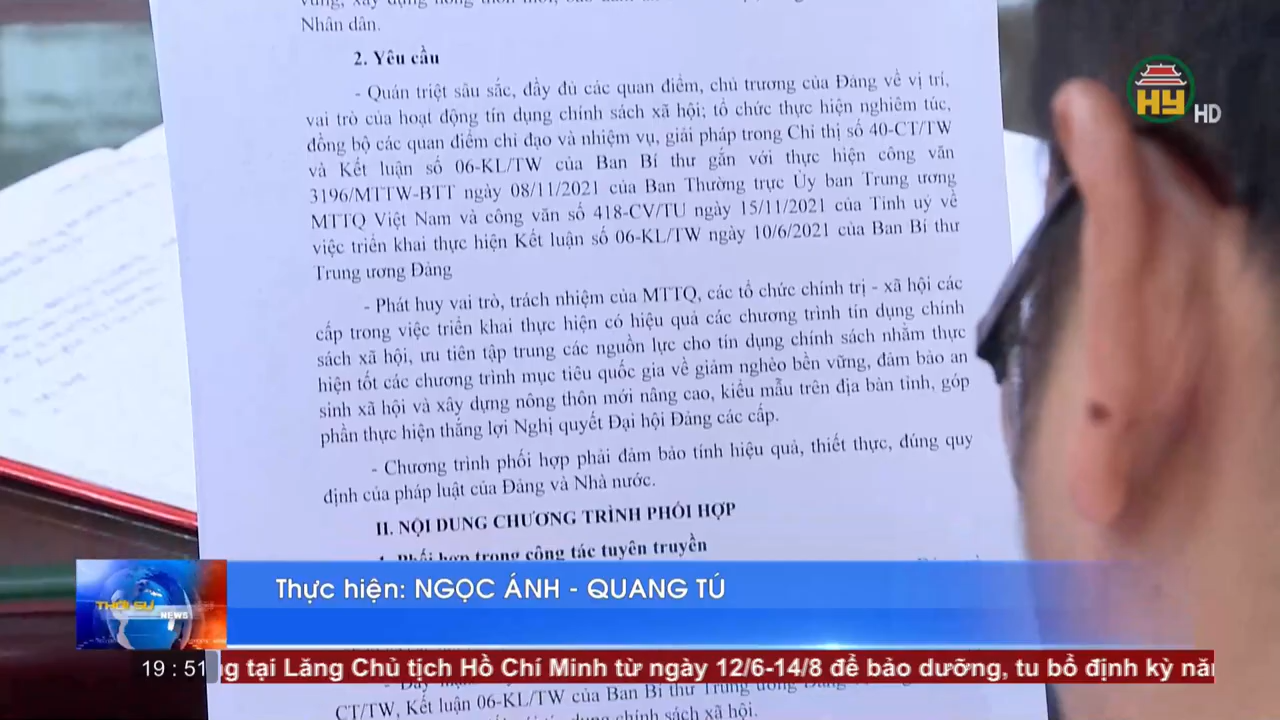 Nhân dân.
2. Yêu cầu
- Quán triệt sâu sắc, đầy đủ các quan điểm, chủ trương của Đảng về vị trí,
vai trò của hoạt động tín dụng chính sách xã hội; tổ chức thực hiện nghiêm túc,
đồng bộ các quan điểm chỉ đạo và nhiệm vụ, giải pháp trong Chỉ thị số 40-CT/TW
và Kết luận số 06-KL/TW của Ban Bí thư gắn với thực hiện công văn
3196/MTTW-BTT ngày 08/11/2021 của Ban Thường trực Ủy ban Trung ương
MTTQ Việt Nam và công văn số 418-CV/TU ngày 15/11/2021 của Tỉnh uỷ về
việc triển khai thực hiện Kết luận số 06-KL/TW ngày 10/6/2021 của Ban Bí thư
Trung ương Đảng
- Phát huy vai trò, trách nhiệm của MTTQ, các tổ chức chính trị - xã hội các
cấp trong việc triển khai thực hiện có hiệu quả các chương trình tín dụng chính
sách xã hội, ưu tiên tập trung các nguồn lực cho tín dụng chính sách nhằm thực
hiện tốt các chương trình mục tiêu quốc gia về giảm nghèo bền vững, đảm bảo an
sinh xã hội và xây dựng nông thôn mới nâng cao, kiểu mẫu trên địa bàn tỉnh, góp
phần thực hiện thắng lợi Nghị quyết Đại hội Đảng các cấp.
- Chương trình phối hợp phải đảm bảo tính hiệu quả, thiết thực, đúng quy
định của pháp luật của Đảng và Nhà nước.
II. NỘI DUNG CHƯƠNG TRÌNH PHỐI HỢP
1. Phối hợp trong công tác tuyên truyền
HY HD
THỜI SỰ
NEWS
Thực hiện: NGỌC ÁNH - QUANG TÚ
19:51
tại Lăng Chủ tịch Hồ Chí Minh từ ngày 12/6-14/8 để bảo dưỡng, tu bổ định kỳ
CT/TW, Kết luận 06-KL/TW của Ban Bí thư Trung ương
chính sách xã hội.